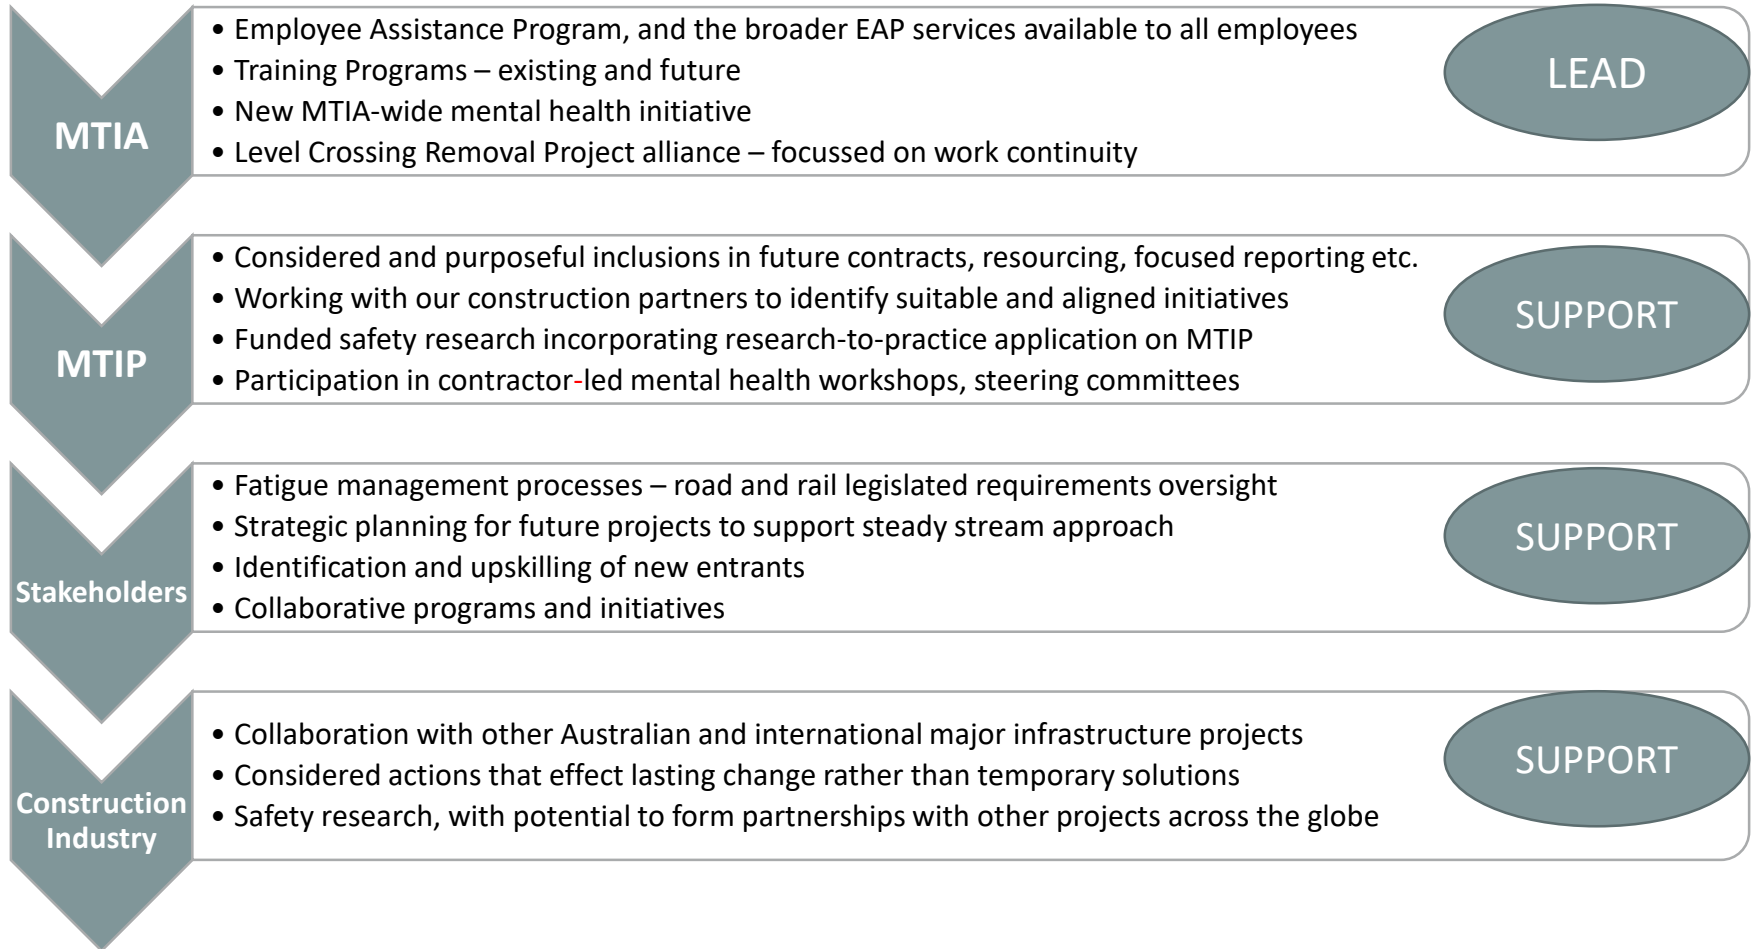 MTIA
• Employee Assistance Program, and the broader EAP services available to all employees
• Training Programs – existing and future
• New MTIA-wide mental health initiative
• Level Crossing Removal Project alliance – focussed on work continuity
LEAD
MTIP
• Considered and purposeful inclusions in future contracts, resourcing, focused reporting etc.
• Working with our construction partners to identify suitable and aligned initiatives
• Funded safety research incorporating research-to-practice application on MTIP
• Participation in contractor-led mental health workshops, steering committees
SUPPORT
Stakeholders
• Fatigue management processes – road and rail legislated requirements oversight
• Strategic planning for future projects to support steady stream approach
• Identification and upskilling of new entrants
• Collaborative programs and initiatives
SUPPORT
Construction
Industry
• Collaboration with other Australian and international major infrastructure projects
• Considered actions that effect lasting change rather than temporary solutions
• Safety research, with potential to form partnerships with other projects across the globe
SUPPORT